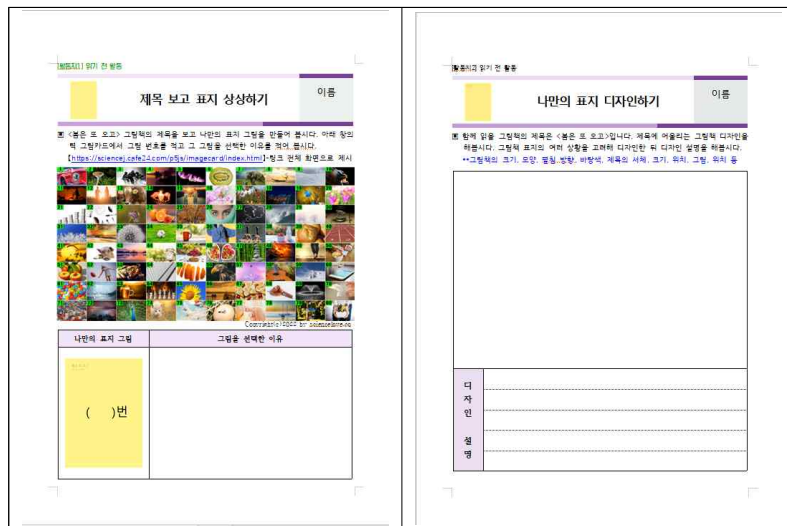 [활동지1] 읽기 전 활동
제목 보고 표지 상상하기
이름
▣ <봄은 또 오고> 그림책의 제목을 보고 나만의 표지 그림을 만들어 봅시다. 아래 창의
력 그림카드에서 그림 번호를 적고 그 그림을 선택한 이유를 적어 봅시다.
【https://sciencej.cafe24.com/p5js/imagecard/index.html】-링크 전체 화면으로 제시
Copyright(c)2022 by sciencelove.co
나만의 표지 그림
그림을 선택한 이유
( )번
활동지2] 읽기 전 활동
나만의 표지 디자인하기
이름
▣ 함께 읽을 그림책의 제목은 <봄은 또 오고>입니다. 제목에 어울리는 그림책 디자인을
해봅시다. 그림책 표지의 여러 상황을 고려해 디자인한 뒤 디자인 설명을 해봅시다.
**그림책의 크기, 모양, 펼침 방향, 바탕색, 제목의 서체, 크기, 위치, 그림, 위치 등
디
자
인
설
명